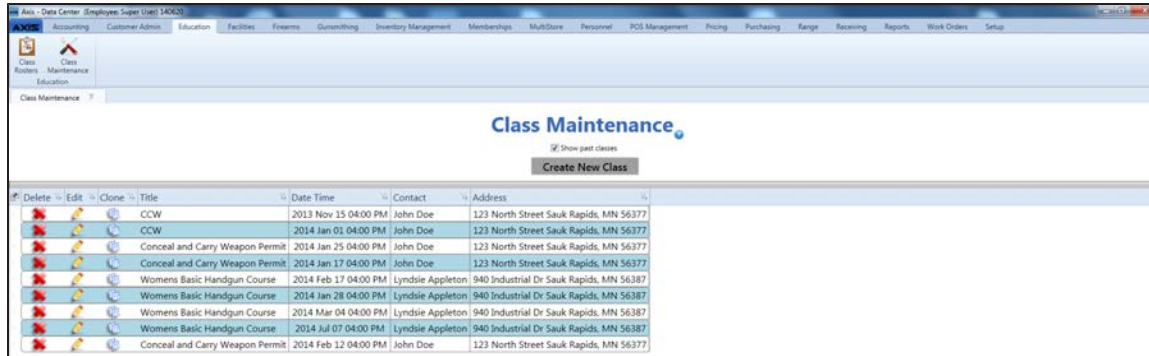 Axis - Data Center (Employee: Super User) 140620
AXIS Accounting Customer Admin Education Facilities Firearms Gunsmithing Inventory Management Memberships MultiStore Personnel POS Management Pricing Purchasing Range Receiving Reports Work Orders Setup
Class Rosters
Class Maintenance
Education
Class Maintenance
Class Maintenance
Show past classes
Create New Class
Delete Edit Clone Title Date Time Contact Address
CCW 2013 Nov 15 04:00 PM John Doe 123 North Street Sauk Rapids, MN 56377
CCW 2014 Jan 01 04:00 PM John Doe 123 North Street Sauk Rapids, MN 56377
Conceal and Carry Weapon Permit 2014 Jan 25 04:00 PM John Doe 123 North Street Sauk Rapids, MN 56377
Conceal and Carry Weapon Permit 2014 Jan 17 04:00 PM John Doe 123 North Street Sauk Rapids, MN 56377
Womens Basic Handgun Course 2014 Feb 17 04:00 PM Lyndsie Appleton 940 Industrial Dr Sauk Rapids, MN 56387
Womens Basic Handgun Course 2014 Jan 28 04:00 PM Lyndsie Appleton 940 Industrial Dr Sauk Rapids, MN 56387
Womens Basic Handgun Course 2014 Mar 04 04:00 PM Lyndsie Appleton 940 Industrial Dr Sauk Rapids, MN 56387
Womens Basic Handgun Course 2014 Jul 07 04:00 PM Lyndsie Appleton 940 Industrial Dr Sauk Rapids, MN 56387
Conceal and Carry Weapon Permit 2014 Feb 12 04:00 PM John Doe 123 North Street Sauk Rapids, MN 56377